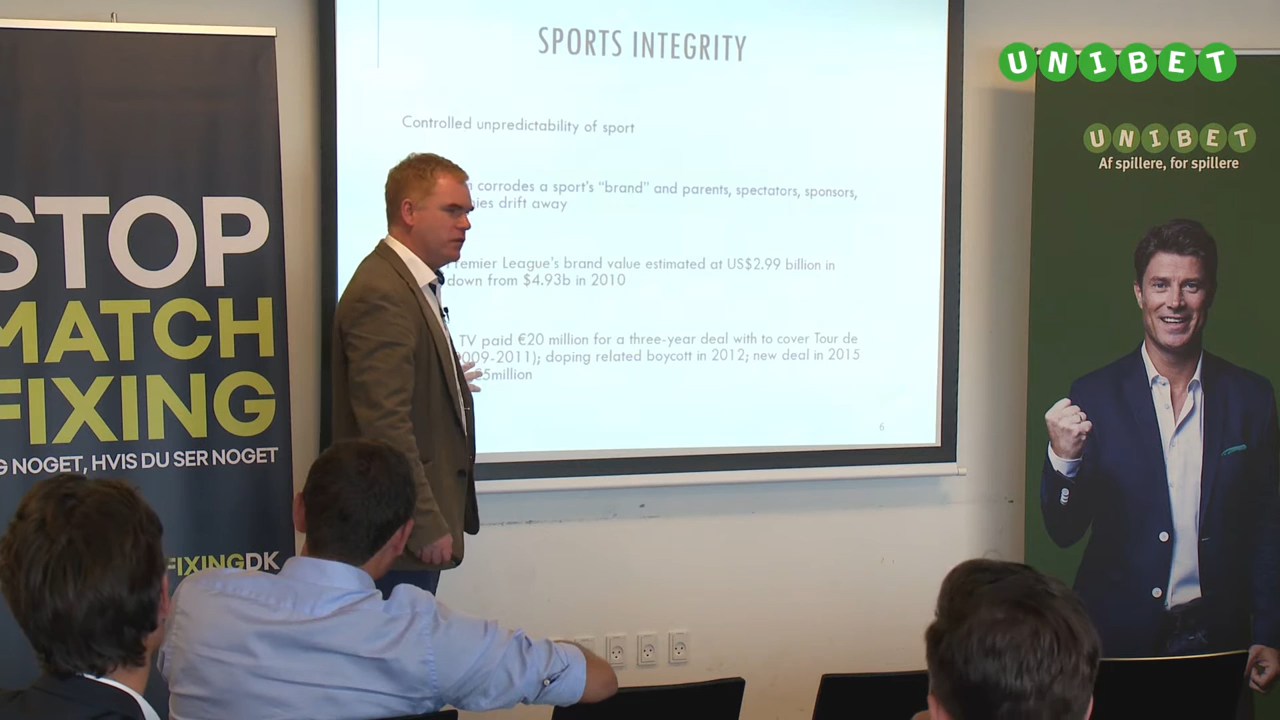 SPORTS INTEGRITY
Controlled unpredictability of sport
corrodes a sport's "brand" and parents, spectators, sponsors,
drift away
Premier League's brand value estimated at US$2.99 billion in
down from $4.93b in 2010
TV paid €20 million for a three-year deal with to cover Tour de
2009-2011); doping related boycott in 2012; new deal in 2015
6
STOP
MATCH
FIXING
NOGET, HVIS DU SER NOGET
FIXINGDK
UNIBET
UNIBET
Af spillere, for spillere